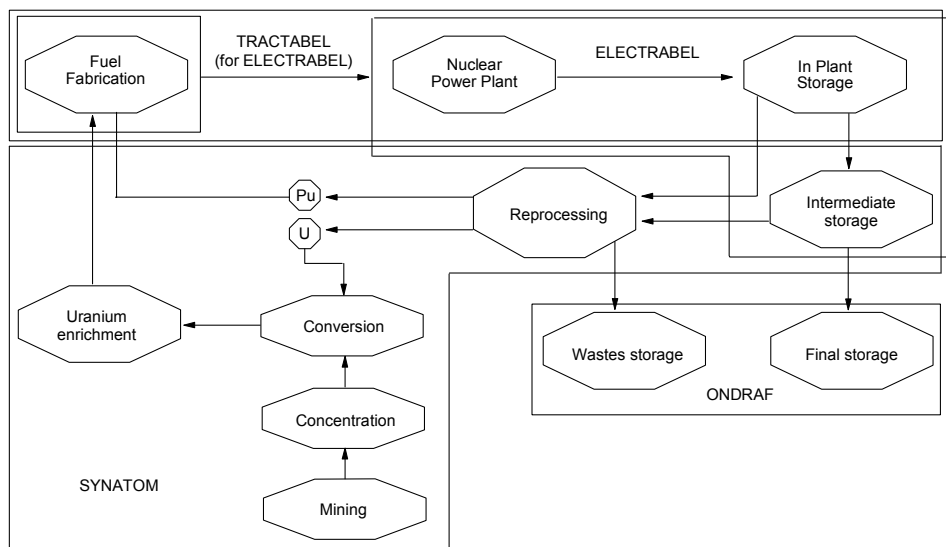 Fuel
Fabrication
TRACTABEL
(for ELECTRABEL)
Nuclear
Power Plant
ELECTRABEL
In Plant
Storage
Pu
U
Reprocessing
Intermediate
storage
Uranium
enrichment
Conversion
Wastes storage
Final storage
ONDRAF
Concentration
SYNATOM
Mining